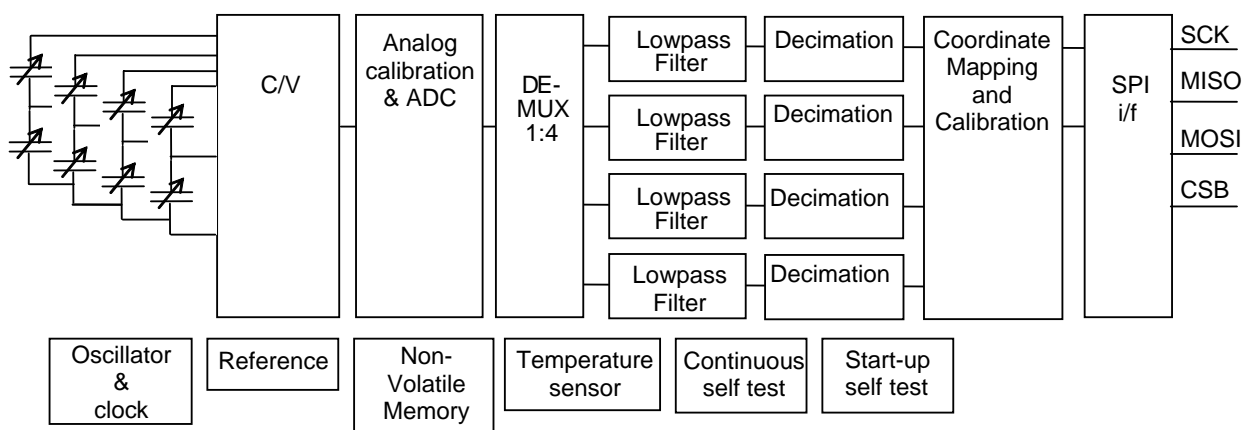 C/V
Analog
calibration
& ADC
DE-
MUX
1:4
Lowpass
Filter
Decimation
Lowpass
Filter
Decimation
Lowpass
Filter
Decimation
Lowpass
Filter
Decimation
Coordinate
Mapping
and
Calibration
SPI
i/f
SCK
MISO
MOSI
CSB
Oscillator
&
clock
Reference
Non-
Volatile
Memory
Temperature
sensor
Continuous
self test
Start-up
self test